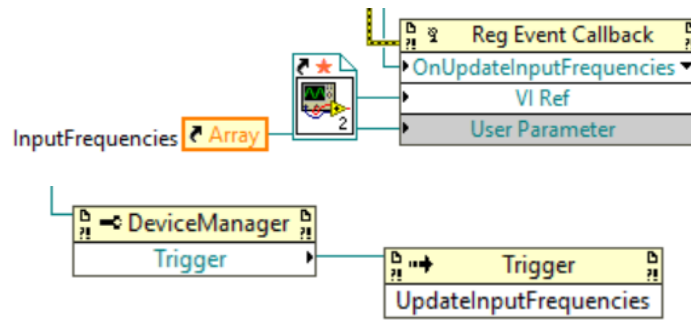 Reg Event Callback
OnUpdateInputFrequencies
VI Ref
User Parameter
2
InputFrequencies Array
DeviceManager
Trigger
Trigger
UpdateInputFrequencies